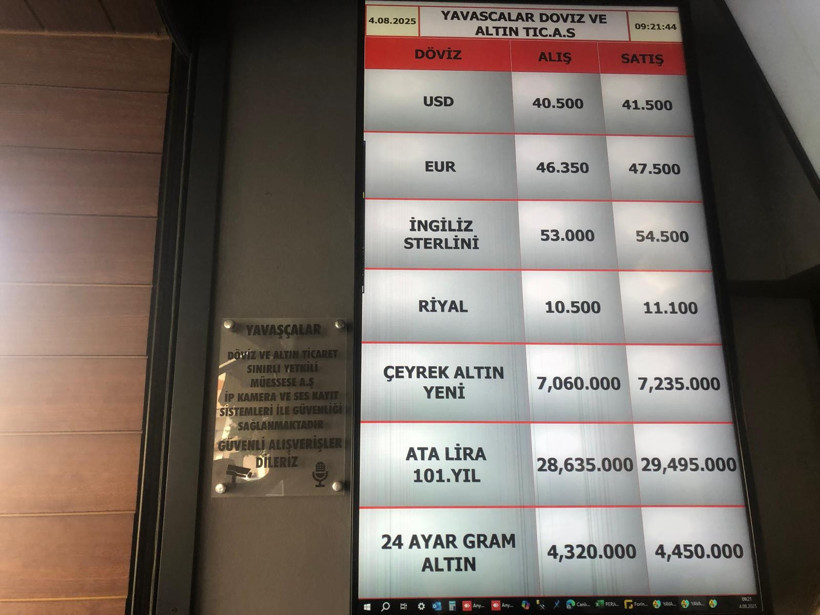 4.08.2025
YAVASCALAR DOVIZ VE
ALTIN TIC.A.S
09:21:44
DÖVİZ ALIŞ SATIŞ
USD 40.500 41.500
EUR 46.350 47.500
İNGİLİZ
STERLİNİ
53.000 54.500
RİYAL 10.500 11.100
ÇEYREK ALTIN
YENİ
7,060.000 7,235.000
ATA LİRA
101.YIL
28,635.000 29,495.000
24 AYAR GRAM
ALTIN
4,320.000 4,450.000
YAVAŞÇALAR
DÖVİZ VE ALTIN TİCARET
SINIRLI YETKİLİ
MÜESSESE A.Ş
İP KAMERA VE SES KAYIT
SİSTEMLERİ İLE GÜVENLİĞİ
SAĞLANMAKTADIR
GÜVENLİ ALIŞVERİŞLER
DİLERİZ